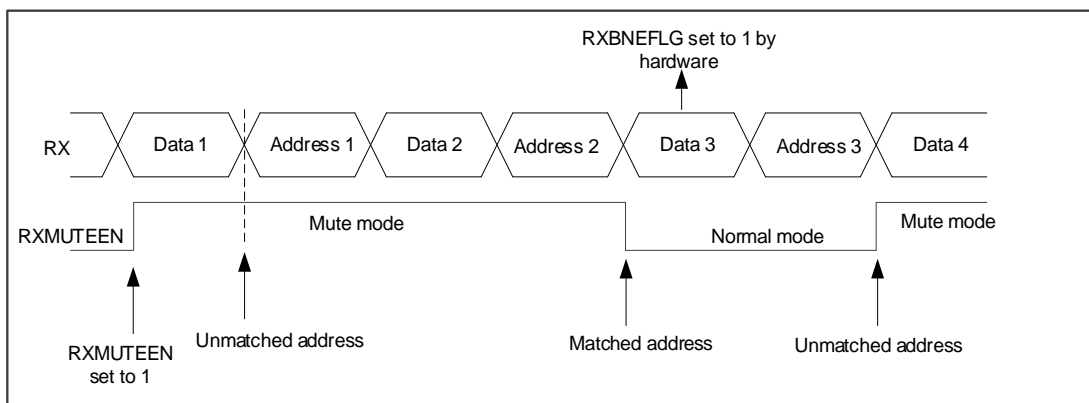 RXBNEFLG set to 1 by
hardware
RX
Data 1
Address 1
Data 2
Address 2
Data 3
Address 3
Data 4
RXMUTEEN
Mute mode
Normal mode
Mute mode
RXMUTEEN
set to 1
Unmatched address
Matched address
Unmatched address